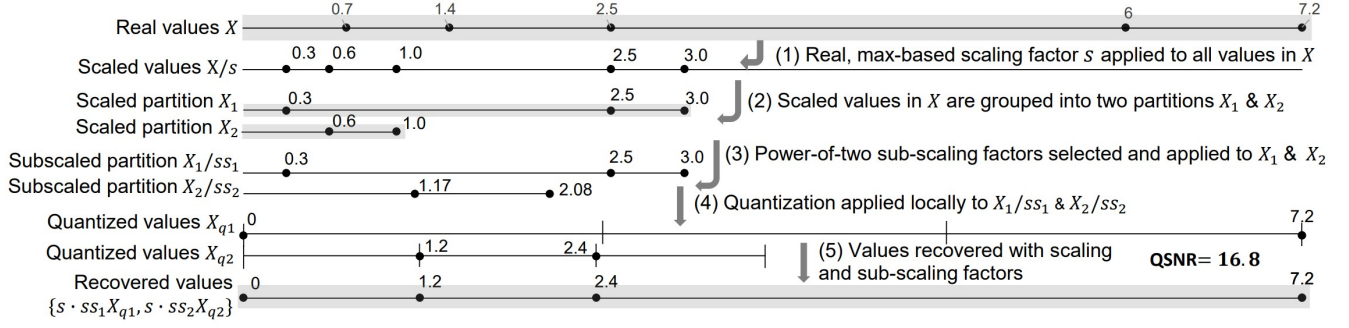 0.7 1.4 2.5 6 7.2
Real values X
0.3 0.6 1.0 2.5 3.0
(1) Real, max-based scaling factor s applied to all values in X
Scaled values X/s
Scaled partition X₁
0.3 2.5 3.0
(2) Scaled values in X are grouped into two partitions X₁ & X₂
Scaled partition X₂
0.6 1.0
Subscaled partition X₁/ss₁
0.3 2.5 3.0
(3) Power-of-two sub-scaling factors selected and applied to X₁ & X₂
Subscaled partition X₂/ss₂
1.17 2.08
(4) Quantization applied locally to X₁/ss₁ & X₂/ss₂
Quantized values Xq1
0 7.2
Quantized values Xq2
1.2 2.4
(5) Values recovered with scaling
and sub-scaling factors
QSNR= 16.8
Recovered values
0 1.2 2.4 7.2
{s · ss₁Xq1, s · ss₂Xq2}